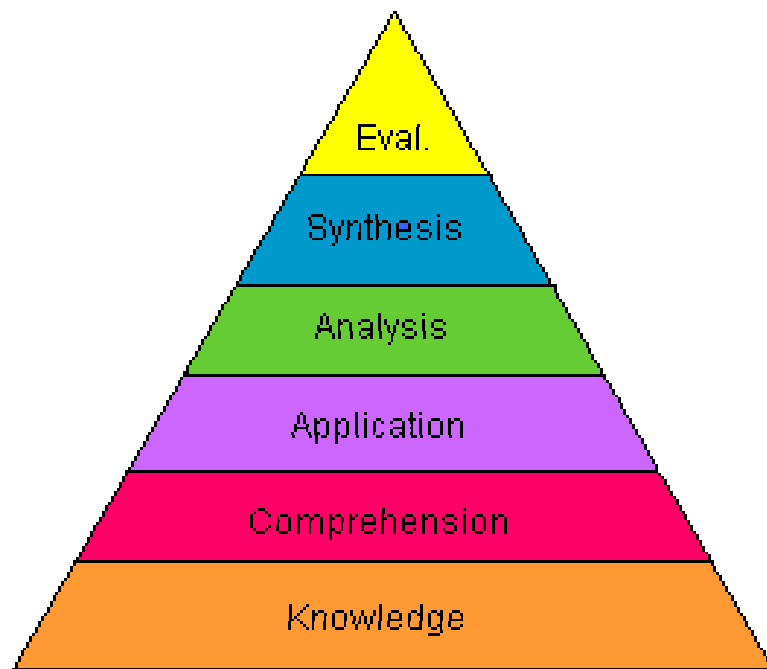 Eval.
Synthesis
Analysis
Application
Comprehension
Knowledge